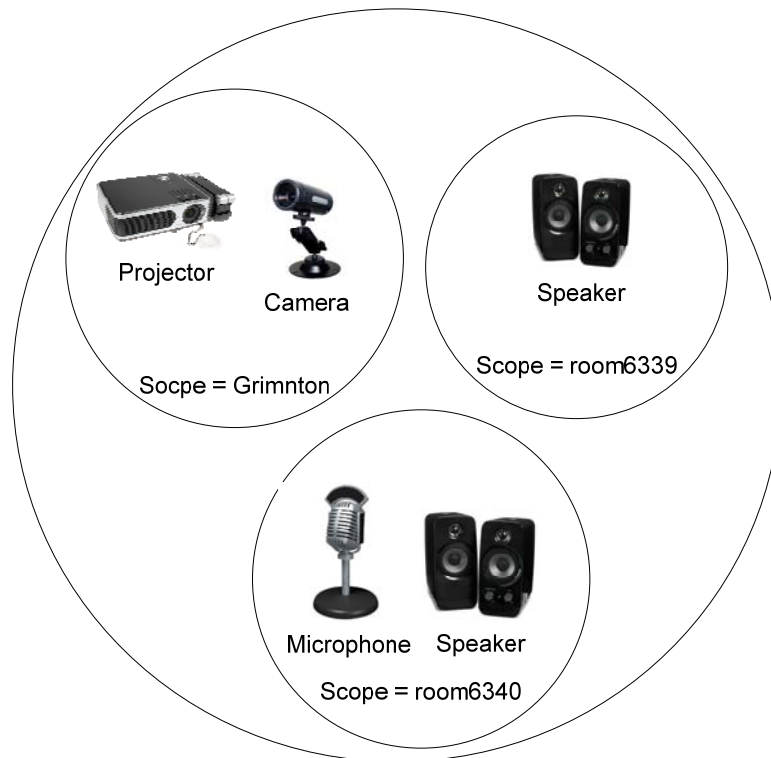 Projector
Camera
Socpe = Grimnton
Speaker
Scope = room6339
Microphone
Speaker
Scope = room6340